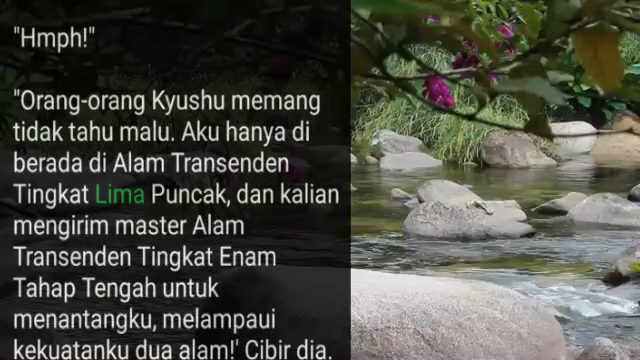 "Hmph!"
"Orang-orang Kyushu memang
tidak tahu malu. Aku hanya di
berada di Alam Transenden
Tingkat Lima Puncak, dan kalian
mengirim master Alam
Transenden Tingkat Enam
Tahap Tengah untuk
menantangku, melampaui
kekuatanku dua alam!' Cibir dia.